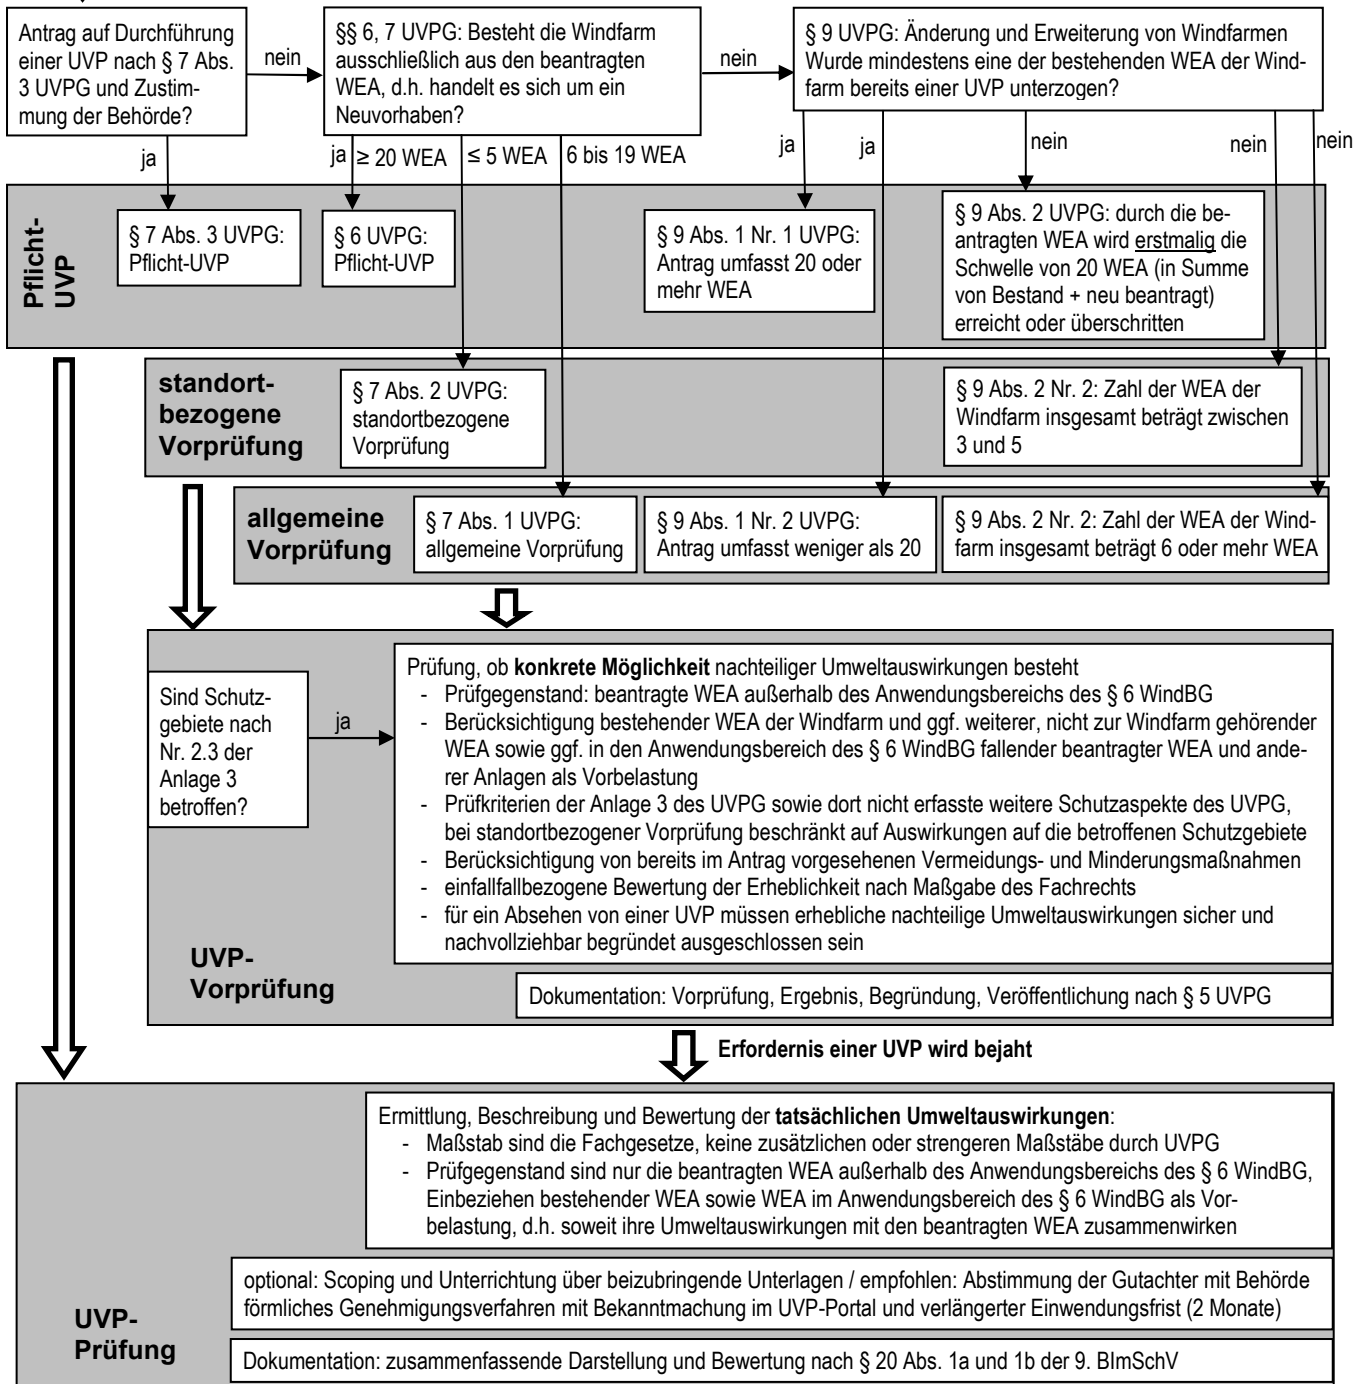 Antrag auf Durchführung
einer UVP nach § 7 Abs.
3 UVPG und Zustim-
mung der Behörde?
nein
§§ 6, 7 UVPG: Besteht die Windfarm
ausschließlich aus den beantragten
WEA, d.h. handelt es sich um ein
Neuvorhaben?
nein
§ 9 UVPG: Änderung und Erweiterung von Windfarmen
Wurde mindestens eine der bestehenden WEA der Wind-
farm bereits einer UVP unterzogen?
ja
ja ≥ 20 WEA
≤ 5 WEA
6 bis 19 WEA
ja
ja
nein
nein
nein
Pflicht-
UVP
§ 7 Abs. 3 UVPG:
Pflicht-UVP
§ 6 UVPG:
Pflicht-UVP
§ 9 Abs. 1 Nr. 1 UVPG:
Antrag umfasst 20 oder
mehr WEA
§ 9 Abs. 2 UVPG: durch die be-
antragten WEA wird erstmalig die
Schwelle von 20 WEA (in Summe
von Bestand + neu beantragt)
erreicht oder überschritten
standort-
bezogene
Vorprüfung
§ 7 Abs. 2 UVPG:
standortbezogene
Vorprüfung
§ 9 Abs. 2 Nr. 2: Zahl der WEA der
Windfarm insgesamt beträgt zwischen
3 und 5
allgemeine
Vorprüfung
§ 7 Abs. 1 UVPG:
allgemeine Vorprüfung
§ 9 Abs. 1 Nr. 2 UVPG:
Antrag umfasst weniger als 20
§ 9 Abs. 2 Nr. 2: Zahl der WEA der Wind-
farm insgesamt beträgt 6 oder mehr WEA
Sind Schutz-
gebiete nach
Nr. 2.3 der
Anlage 3
betroffen?
ja
Prüfung, ob konkrete Möglichkeit nachteiliger Umweltauswirkungen besteht
- Prüfgegenstand: beantragte WEA außerhalb des Anwendungsbereichs des § 6 WindBG
- Berücksichtigung bestehender WEA der Windfarm und ggf. weiterer, nicht zur Windfarm gehörender
WEA sowie ggf. in den Anwendungsbereich des § 6 WindBG fallender beantragter WEA und ande-
rer Anlagen als Vorbelastung
- Prüfkriterien der Anlage 3 des UVPG sowie dort nicht erfasste weitere Schutzaspekte des UVPG,
bei standortbezogener Vorprüfung beschränkt auf Auswirkungen auf die betroffenen Schutzgebiete
- Berücksichtigung von bereits im Antrag vorgesehenen Vermeidungs- und Minderungsmaßnahmen
- einfallfallbezogene Bewertung der Erheblichkeit nach Maßgabe des Fachrechts
- für ein Absehen von einer UVP müssen erhebliche nachteilige Umweltauswirkungen sicher und
nachvollziehbar begründet ausgeschlossen sein
UVP-
Vorprüfung
Dokumentation: Vorprüfung, Ergebnis, Begründung, Veröffentlichung nach § 5 UVPG
Erfordernis einer UVP wird bejaht
Ermittlung, Beschreibung und Bewertung der tatsächlichen Umweltauswirkungen:
- Maßstab sind die Fachgesetze, keine zusätzlichen oder strengeren Maßstäbe durch UVPG
- Prüfgegenstand sind nur die beantragten WEA außerhalb des Anwendungsbereichs des § 6 WindBG,
Einbeziehen bestehender WEA sowie WEA im Anwendungsbereich des § 6 WindBG als Vor-
belastung, d.h. soweit ihre Umweltauswirkungen mit den beantragten WEA zusammenwirken
optional: Scoping und Unterrichtung über beizubringende Unterlagen / empfohlen: Abstimmung der Gutachter mit Behörde
förmliches Genehmigungsverfahren mit Bekanntmachung im UVP-Portal und verlängerter Einwendungsfrist (2 Monate)
UVP-
Prüfung
Dokumentation: zusammenfassende Darstellung und Bewertung nach § 20 Abs. 1a und 1b der 9. BImSchV